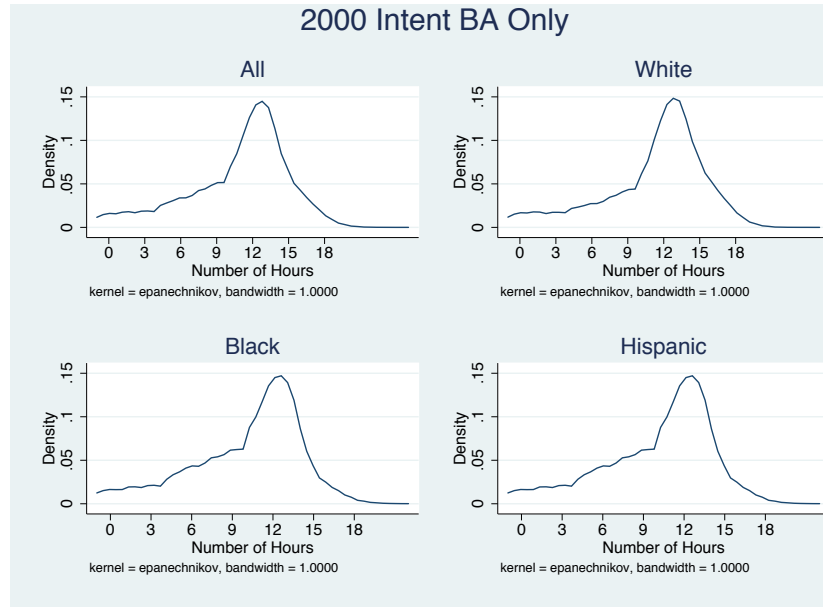 2000 Intent BA Only
All
.15
.1
.05
0
Density
0 3 6 9 12 15 18
Number of Hours
kernel = epanechnikov, bandwidth = 1.0000
White
.15
.1
.05
0
Density
0 3 6 9 12 15 18
Number of Hours
kernel = epanechnikov, bandwidth = 1.0000
Black
.15
.1
.05
0
Density
0 3 6 9 12 15 18
Number of Hours
kernel = epanechnikov, bandwidth = 1.0000
Hispanic
.15
.1
.05
0
Density
0 3 6 9 12 15 18
Number of Hours
kernel = epanechnikov, bandwidth = 1.0000